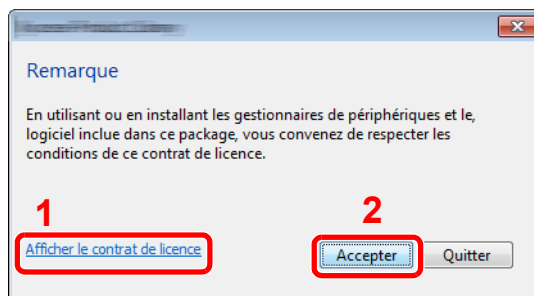 Remarque
En utilisant ou en installant les gestionnaires de périphériques et le,
logiciel inclue dans ce package, vous convenez de respecter les
conditions de ce contrat de licence.
1
2
Afficher le contrat de licence
Accepter
Quitter